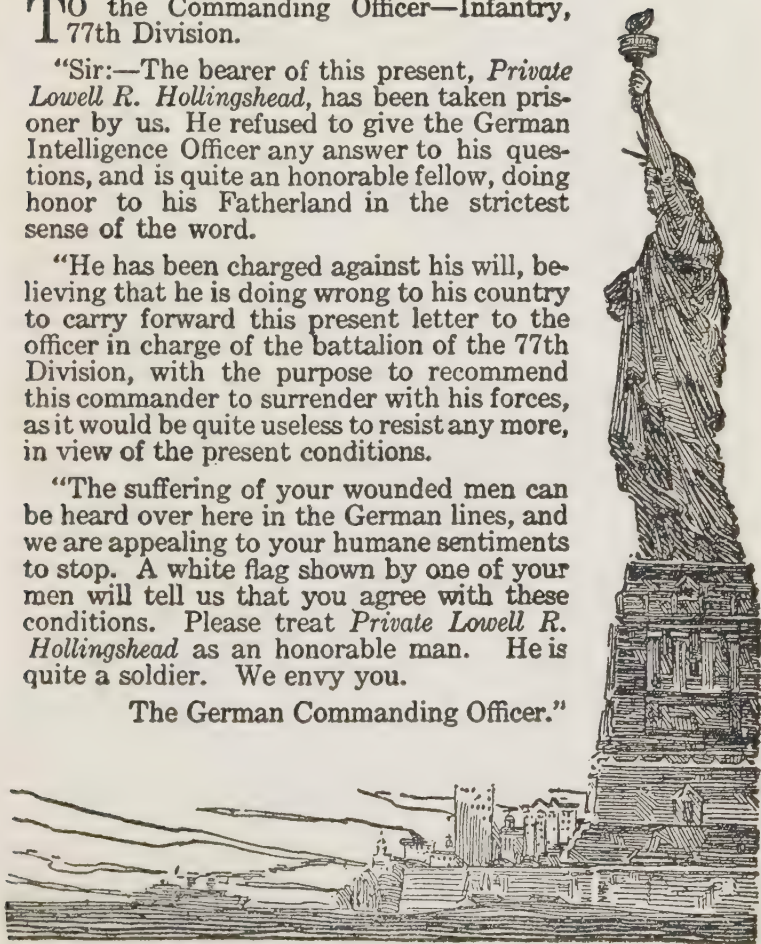 TO the Commanding Officer—Infantry,
77th Division.
"Sir:—The bearer of this present, Private
Lowell R. Hollingshead, has been taken pris-
oner by us. He refused to give the German
Intelligence Officer any answer to his ques-
tions, and is quite an honorable fellow, doing
honor to his Fatherland in the strictest
sense of the word.
"He has been charged against his will, be-
lieving that he is doing wrong to his country
to carry forward this present letter to the
officer in charge of the battalion of the 77th
Division, with the purpose to recommend
this commander to surrender with his forces,
as it would be quite useless to resist any more,
in view of the present conditions.
"The suffering of your wounded men can
be heard over here in the German lines, and
we are appealing to your humane sentiments
to stop. A white flag shown by one of your
men will tell us that you agree with these
conditions. Please treat Private Lowell R.
Hollingshead as an honorable man. He is
quite a soldier. We envy you.
The German Commanding Officer."